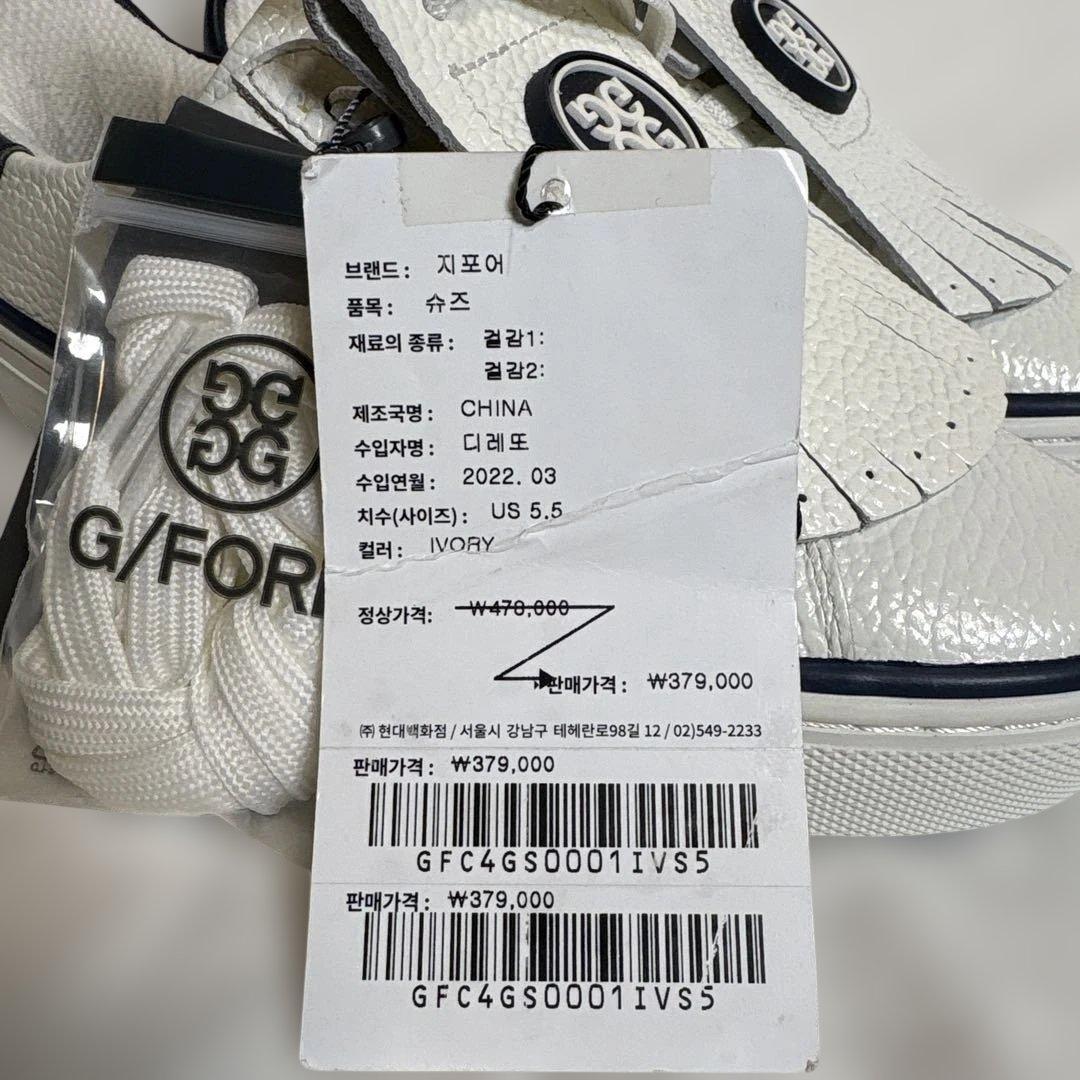 브랜드: 지포어
품목: 슈즈
재료의 종류: 겉감1:
겉감2:
제조국명: CHINA
수입자명: 디레또
수입연월: 2022. 03
치수(사이즈): US 5.5
컬러: IVORY
G/FOR
정상가격: ₩478,000
판매가격: ₩379,000
㈜ 현대백화점 / 서울시 강남구 테헤란로98길 12 / 02)549-2233
판매가격: ₩379,000
GFC4GS0001IVS5
판매가격: ₩379,000
GFC4GS0001IVS5